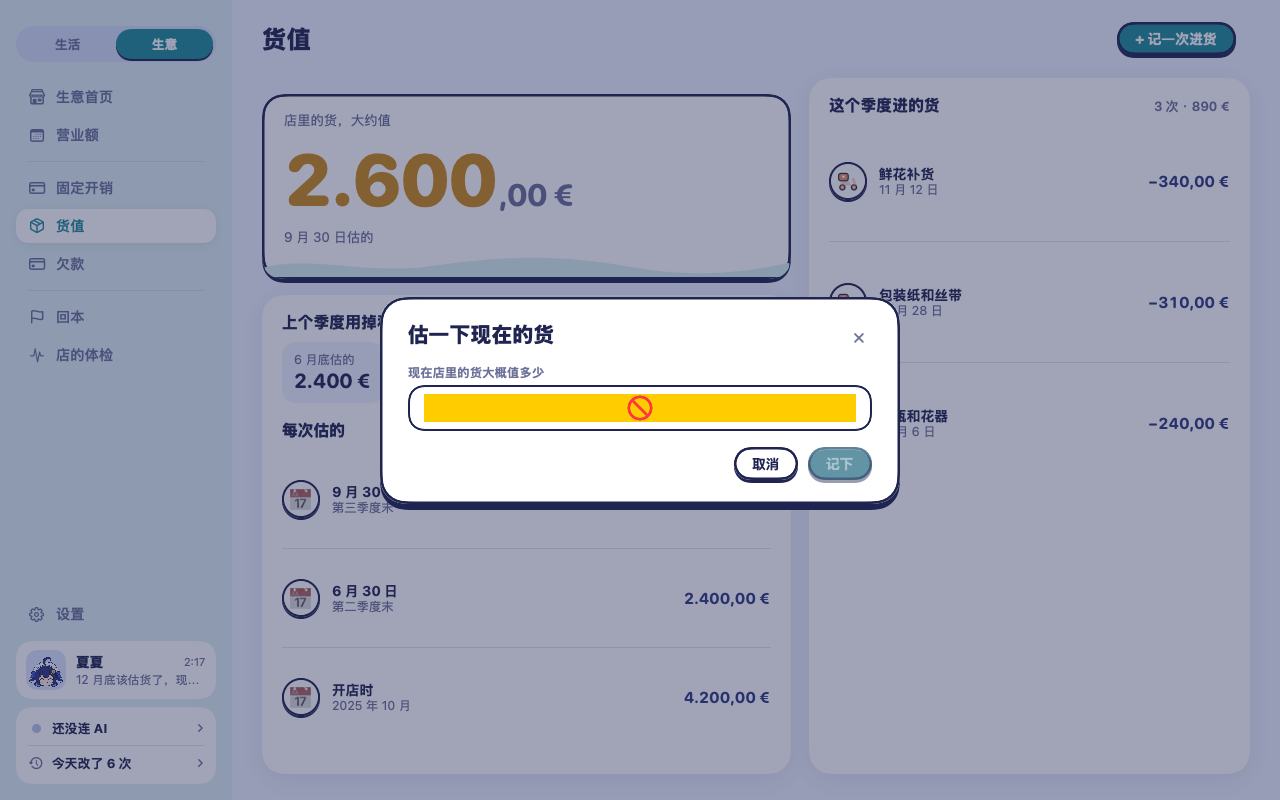 生活
生意
生意首页
营业额
固定开销
货值
欠款
回本
店的体检
设置
夏夏
2:17
12 月底该估货了，现…
还没连 AI
今天改了 6 次
货值
+ 记一次进货
店里的货，大约值
2.600,00 €
9 月 30 日估的
上个季度用掉
6 月底估的
2.400 €
每次估的
9 月 30
第三季度末
6 月 30 日
第二季度末
2.400,00 €
开店时
2025 年 10 月
4.200,00 €
这个季度进的货
3 次 · 890 €
鲜花补货
11 月 12 日
−340,00 €
包装纸和丝带
月 28 日
−310,00 €
和花器
月 6 日
−240,00 €
估一下现在的货
×
现在店里的货大概值多少
取消
记下
17
17
17